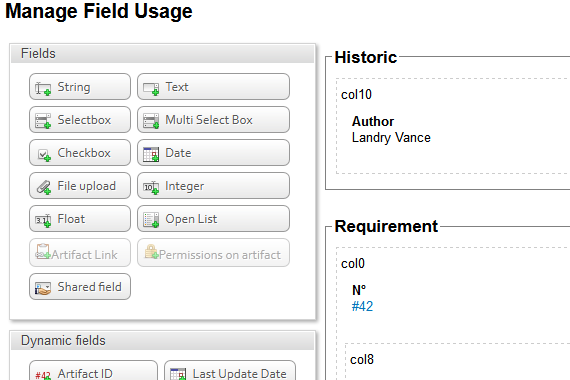 Manage Field Usage
Fields
String
Text
Selectbox
Multi Select Box
Checkbox
Date
File upload
Integer
Float
Open List
Artifact Link
Permissions on artifact
Shared field
Dynamic fields
#42 Artifact ID
Last Update Date
Historic
col10
Author
Landry Vance
Requirement
col0
N°
#42
col8